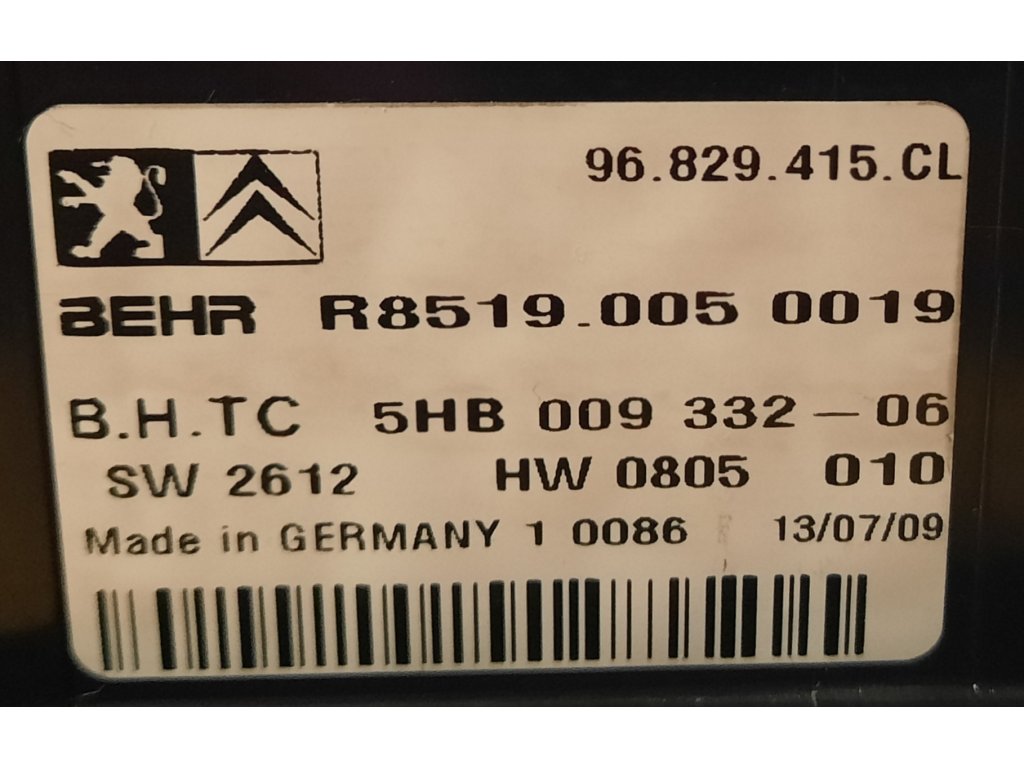 96.829.415.CL
BEHR R8519.005 0019
B.H.TC 5HB 009 332-06
SW 2612 HW 0805 010
Made in GERMANY 1 0086 13/07/09